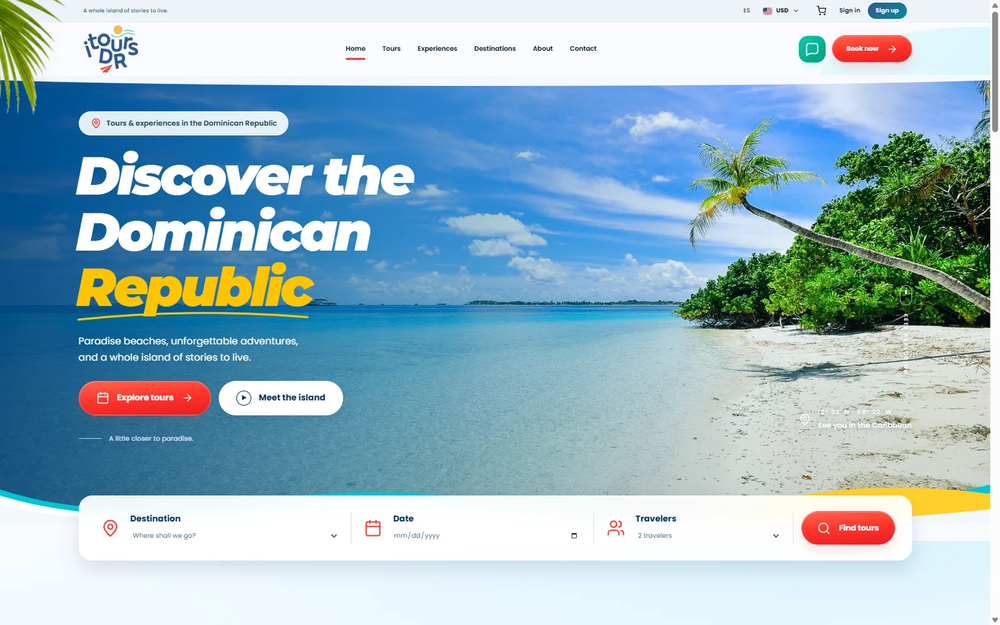 A whole island of stories to live.
ES
USD
Sign in
Sign up
itours DR
Home
Tours
Experiences
Destinations
About
Contact
Book now
Tours & experiences in the Dominican Republic
Discover the
Dominican
Republic
Paradise beaches, unforgettable adventures,
and a whole island of stories to live.
Explore tours
Meet the island
A little closer to paradise.
See you in the Caribbean
Destination
Where shall we go?
Date
mm/dd/yyyy
Travelers
2 travelers
Find tours